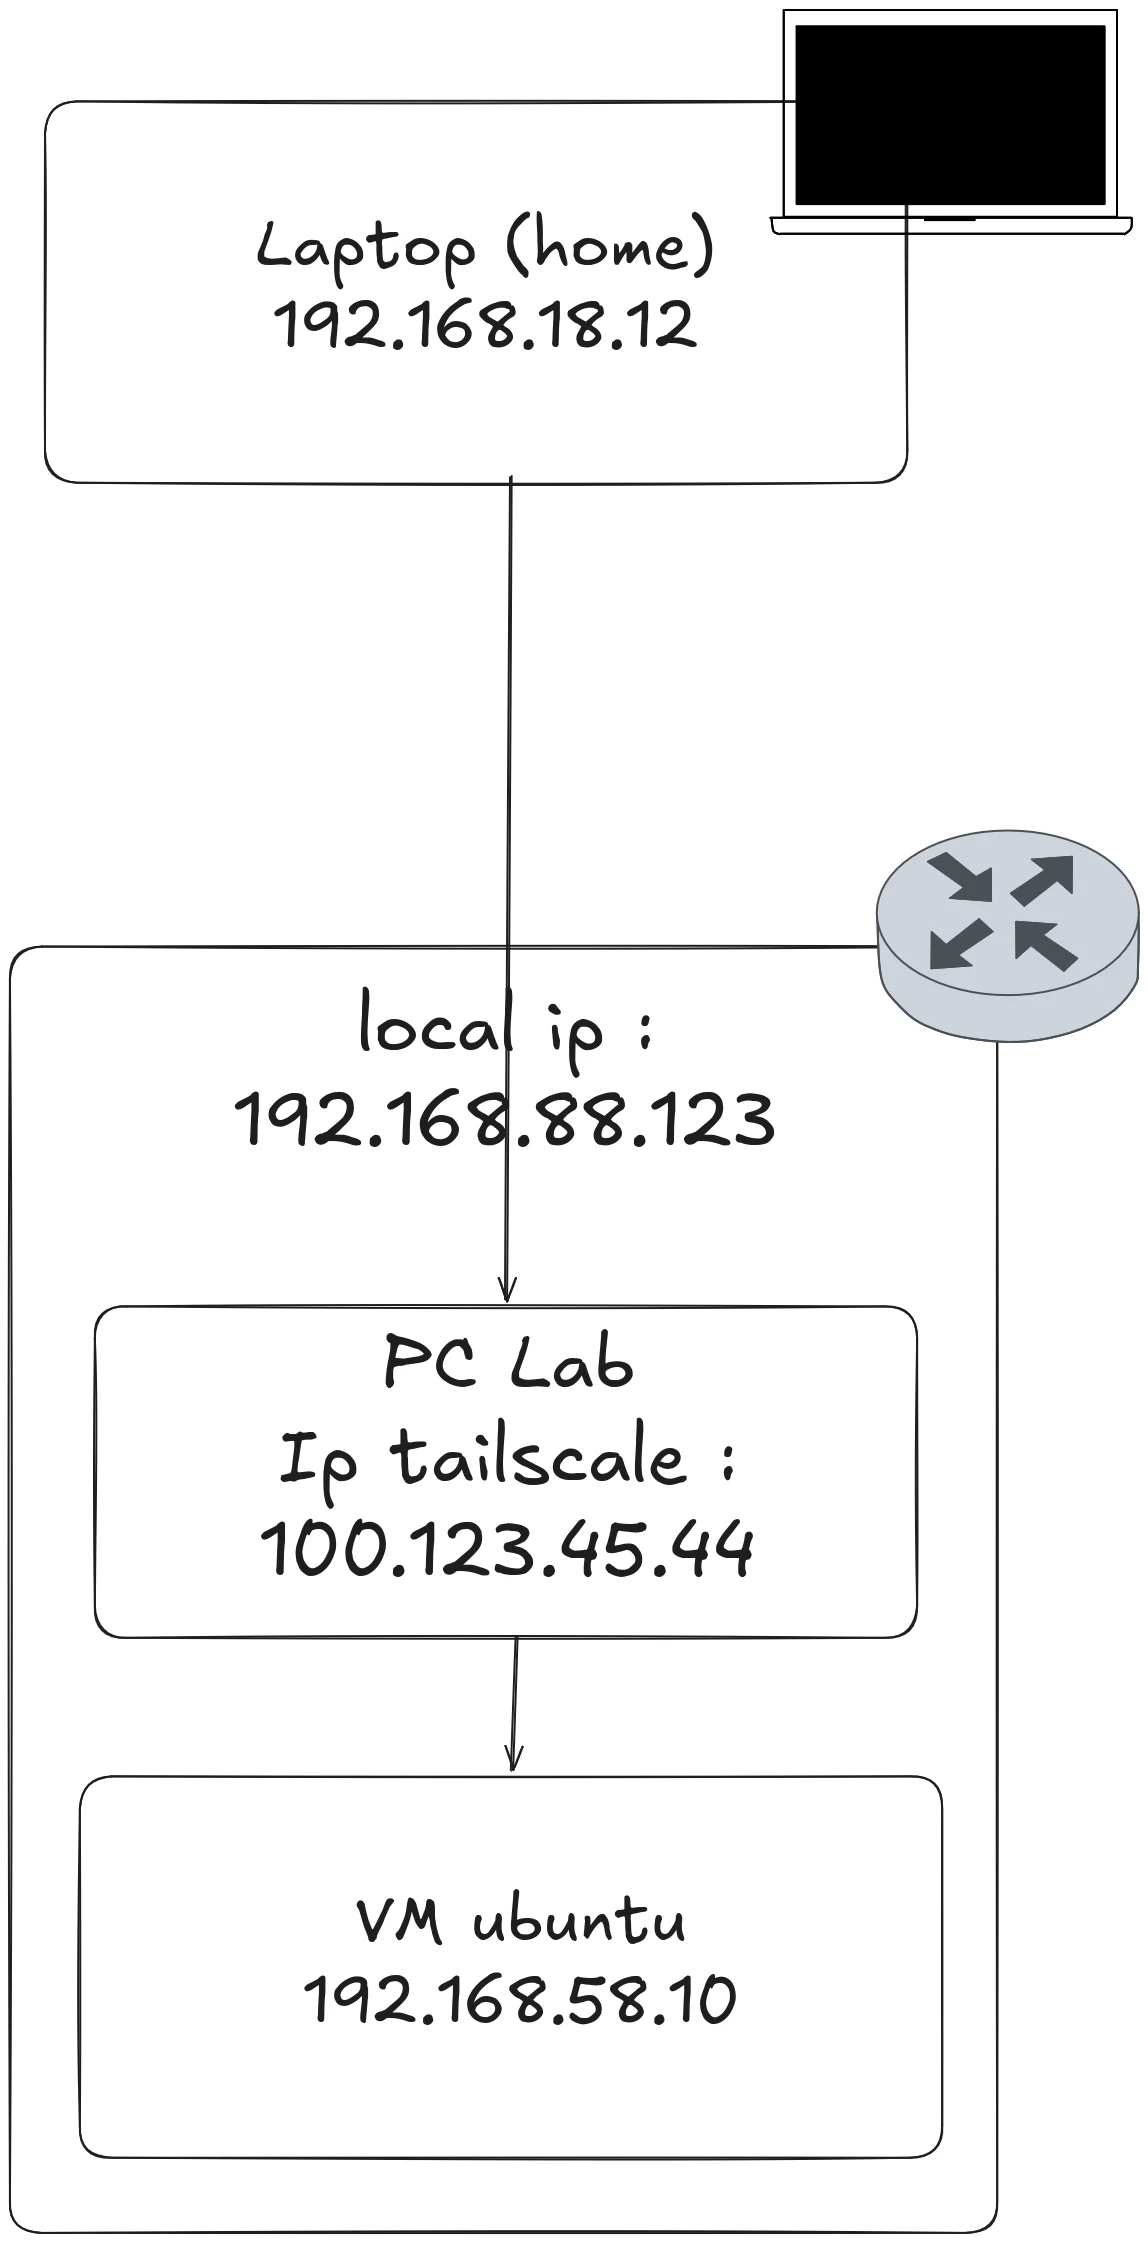 Laptop (home)
192.168.18.12
local ip :
192.168.88.123
PC Lab
Ip tailscale :
100.123.45.44
VM ubuntu
192.168.58.10